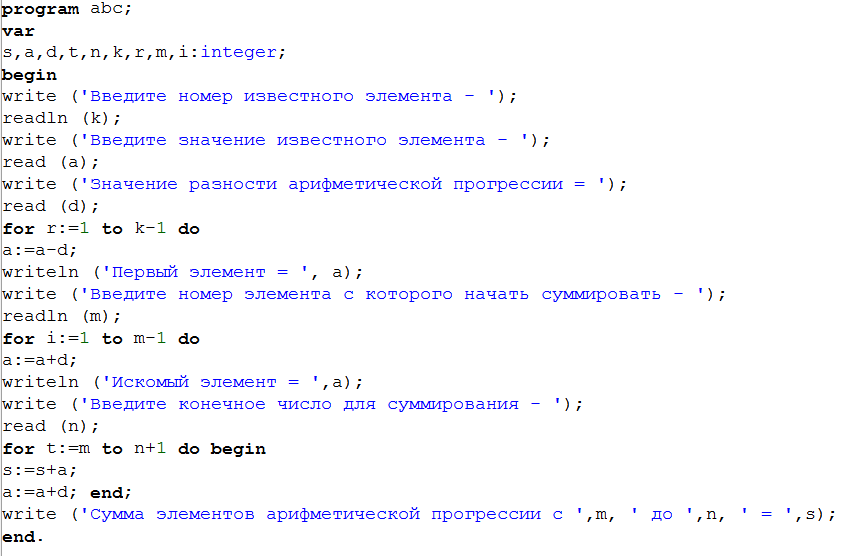 program abc;
var
s,a,d,t,n,k,r,m,i:integer;
begin
write ('Введите номер известного элемента - ');
readln (k);
write ('Введите значение известного элемента - ');
read (a);
write ('Значение разности арифметической прогрессии = ');
read (d);
for r:=1 to k-1 do
a:=a-d;
writeln ('Первый элемент = ', a);
write ('Введите номер элемента с которого начать суммировать - ');
readln (m);
for i:=1 to m-1 do
a:=a+d;
writeln ('Искомый элемент = ',a);
write ('Введите конечное число для суммирования - ');
read (n);
for t:=m to n+1 do begin
s:=s+a;
a:=a+d; end;
write ('Сумма элементов арифметической прогрессии с ',m, ' до ',n, ' = ',s);
end.